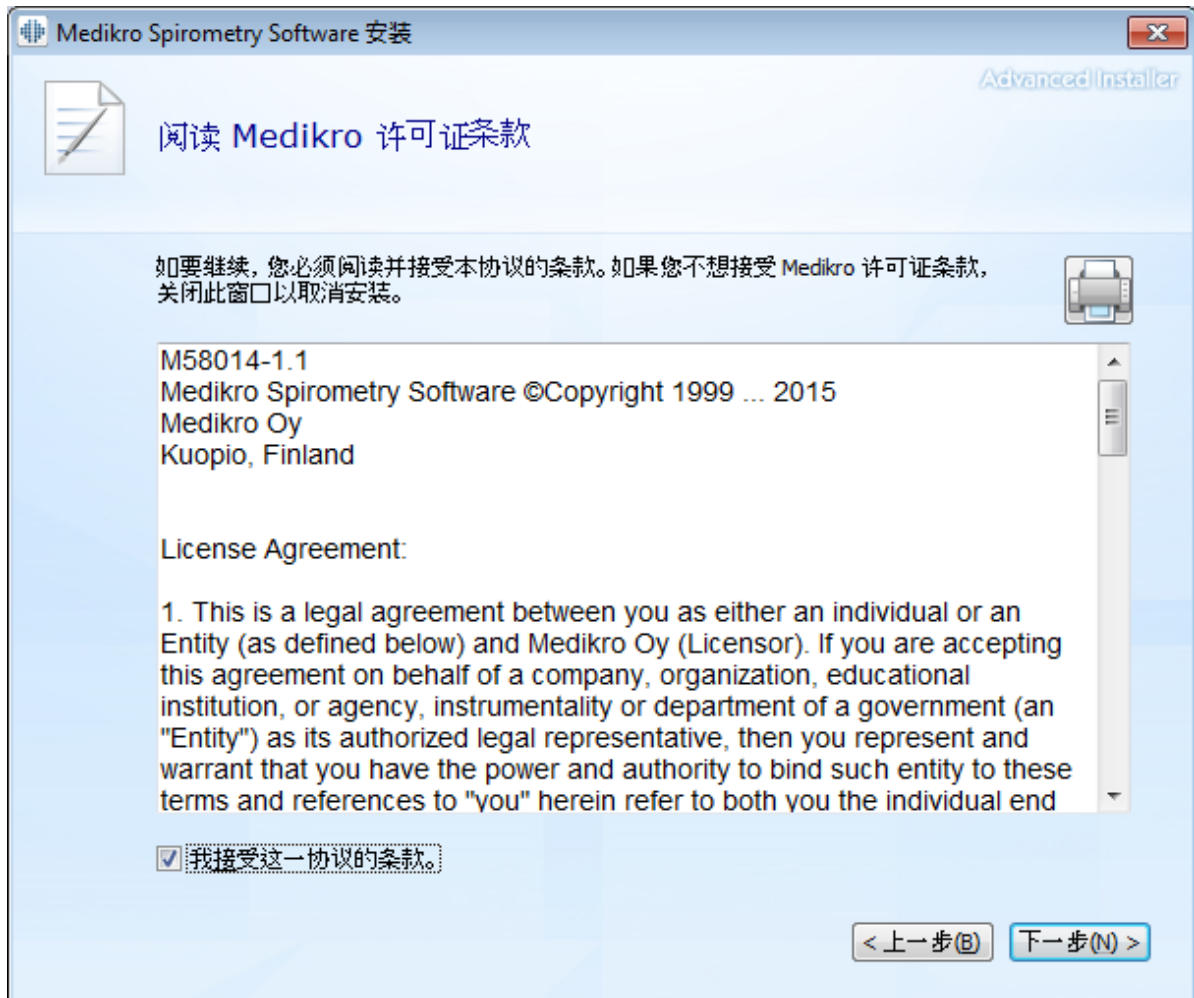 Medikro Spirometry Software 安装
Advanced Installer
阅读 Medikro 许可证条款
如要继续，您必须阅读并接受本协议的条款。如果您不想接受 Medikro 许可证条款，
关闭此窗口以取消安装。
M58014-1.1
Medikro Spirometry Software ©Copyright 1999 ... 2015
Medikro Oy
Kuopio, Finland
License Agreement:
1. This is a legal agreement between you as either an individual or an
Entity (as defined below) and Medikro Oy (Licensor). If you are accepting
this agreement on behalf of a company, organization, educational
institution, or agency, instrumentality or department of a government (an
"Entity") as its authorized legal representative, then you represent and
warrant that you have the power and authority to bind such entity to these
terms and references to "you" herein refer to both you the individual end
我接受这一协议的条款。
< 上一步(B)
下一步(N) >